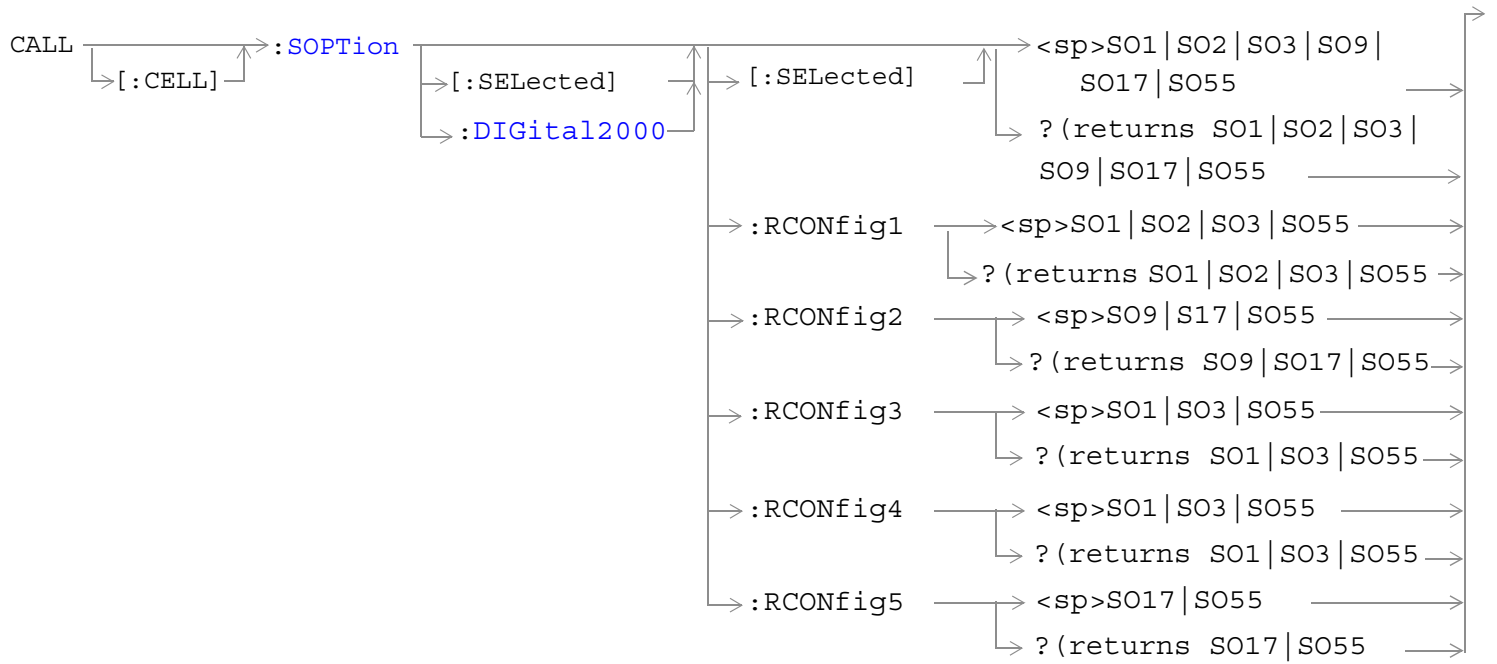 CALL :SOPTion <sp>SO1|SO2|SO3|SO9|
[:CELL] [:SELected] [:SELected] SO17|SO55
:DIGital2000 ?(returns SO1|SO2|SO3|
SO9|SO17|SO55
:RCONfig1 <sp>SO1|SO2|SO3|SO55
?(returns SO1|SO2|SO3|SO55
:RCONfig2 <sp>SO9|S17|SO55
?(returns SO9|SO17|SO55
:RCONfig3 <sp>SO1|SO3|SO55
?(returns SO1|SO3|SO55
:RCONfig4 <sp>SO1|SO3|SO55
?(returns SO1|SO3|SO55
:RCONfig5 <sp>SO17|SO55
?(returns SO17|SO55